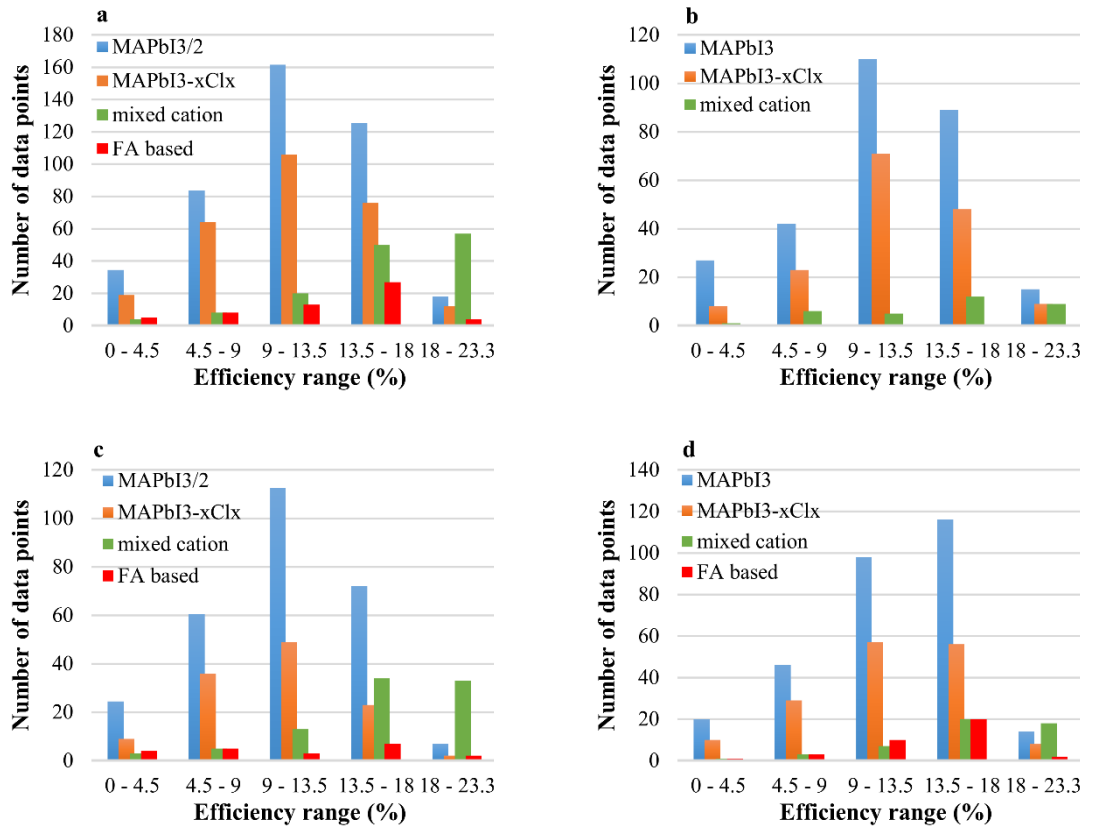 a
Number of data points
180
160
140
120
100
80
60
40
20
0
MAPbI3/2
MAPbI3-xClx
mixed cation
FA based
0 - 4.5 4.5 - 9 9 - 13.5 13.5 - 18 18 - 23.3
Efficiency range (%)
b
Number of data points
120
100
80
60
40
20
0
MAPbI3
MAPbI3-xClx
mixed cation
0 - 4.5 4.5 - 9 9 - 13.5 13.5 - 18 18 - 23.3
Efficiency range (%)
c
Number of data points
120
100
80
60
40
20
0
MAPbI3/2
MAPbI3-xClx
mixed cation
FA based
0 - 4.5 4.5 - 9 9 - 13.5 13.5 - 18 18 - 23.3
Efficiency range (%)
d
Number of data points
140
120
100
80
60
40
20
0
MAPbI3
MAPbI3-xClx
mixed cation
FA based
0 - 4.5 4.5 - 9 9 - 13.5 13.5 - 18 18 - 23.3
Efficiency range (%)